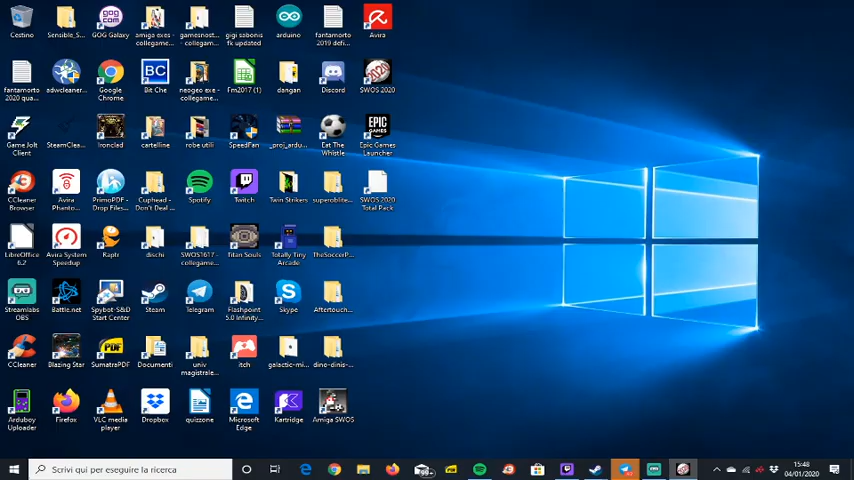 Cestino
Sensible_S...
GOG Galaxy
amiga exes -
collegame...
gamesnost...
- collegam...
gigi sabonis
fk updated
arduino
fantamorto
2019 defi...
Avira
fantamorto
2020 qua...
adwcleaner...
Google
Chrome
BC
Bit Che
neogeo exe -
collegame...
Fm2017 (1)
dangan
Discord
SWOS 2020
Game Jolt
Client
SteamClea...
Ironclad
cartelline
robe utili
SpeedFan
_proj_ardu...
Eat The
Whistle
EPIC
GAMES
Epic Games
Launcher
CCleaner
Browser
Avira
Phanto...
PrimoPDF -
Drop Files...
Cuphead -
Don't Deal ...
Spotify
Twitch
Twin Strikers
superoblite...
SWOS 2020
Total Pack
LibreOffice
6.2
Avira System
Speedup
Raptr
dischi
SWOS1617 -
collegame...
Titan Souls
Totally Tiny
Arcade
TheSoccerP...
Streamlabs
OBS
Battle.net
Spybot-S&D
Start Center
Steam
Telegram
Flashpoint
5.0 Infinity...
Skype
Aftertouch...
CCleaner
Blazing Star
PDF
SumatraPDF
Documenti
univ
magistrale...
itch
galactic-mi...
dino-dinis-...
Arduboy
Uploader
Firefox
VLC media
player
Dropbox
quizzone
Microsoft
Edge
Kartridge
Amiga SWOS
Scrivi qui per eseguire la ricerca
99+
15:48
04/01/2020